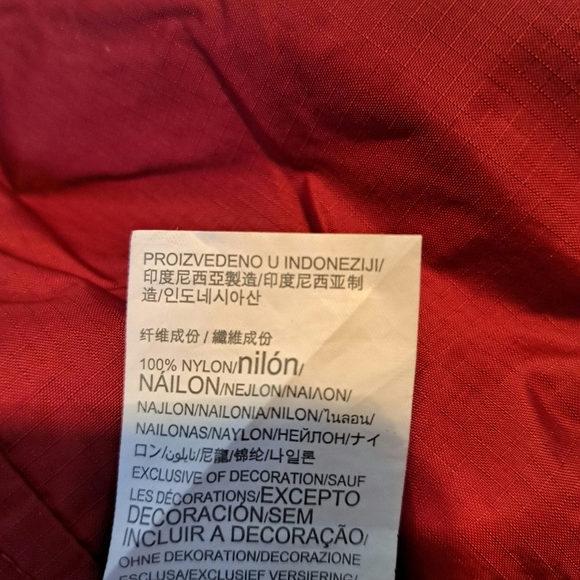 PROIZVEDENO U INDONEZIJI/
印度尼西亞製造/印度尼西亚制
造/인도네시아산
纤维成份 / 纖維成份
100% NYLON/nilón/
NÁILON/NEJLON/ΝΑΙΛΟΝ/
NAJLON/NAILONIA/NILON/ไนลอน/
NAILONAS/NAYLON/НЕЙЛОН/ナイ
ロン/نايلون/尼龍/锦纶/나일론
EXCLUSIVE OF DECORATION/SAUF
LES DÉCORATIONS/EXCEPTO
DECORACIÓN/SEM
INCLUIR A DECORAÇÃO/
OHNE DEKORATION/DECORAZIONE
ESCLUSA/EXCLUSIEF VERSIERING/